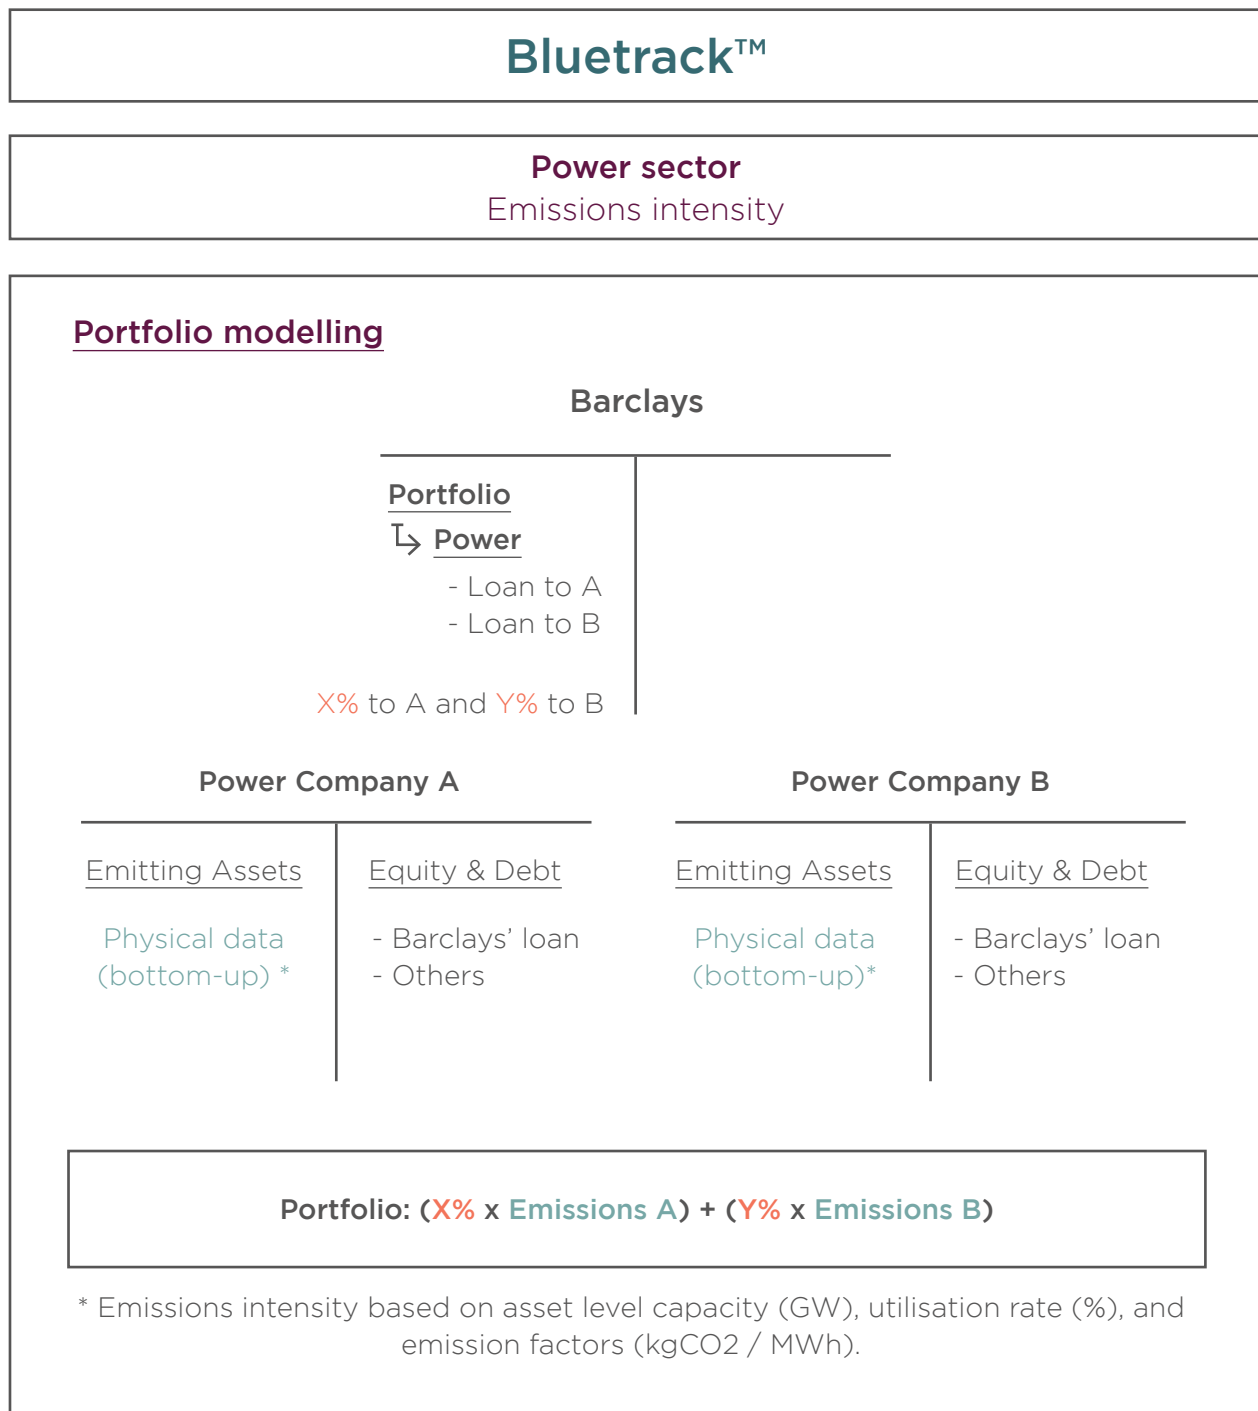 Bluetrack™
Power sector
Emissions intensity
Portfolio modelling
Barclays
Portfolio
Power
- Loan to A
- Loan to B
X% to A and Y% to B
Power Company A
Emitting Assets
Equity & Debt
Physical data
(bottom-up) *
- Barclays’ loan
- Others
Power Company B
Emitting Assets
Equity & Debt
Physical data
(bottom-up)*
- Barclays’ loan
- Others
Portfolio: (X% x Emissions A) + (Y% x Emissions B)
* Emissions intensity based on asset level capacity (GW), utilisation rate (%), and
emission factors (kgCO2 / MWh).